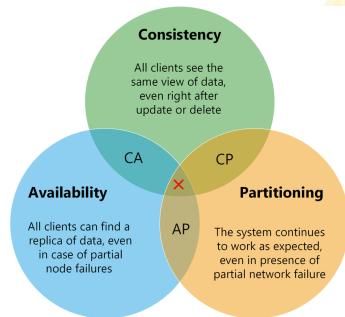 Consistency
All clients see the
same view of data,
even right after
update or delete
CA
CP
Availability
Partitioning
All clients can find a
replica of data, even
in case of partial
node failures
AP
The system continues
to work as expected,
even in presence of
partial network failure